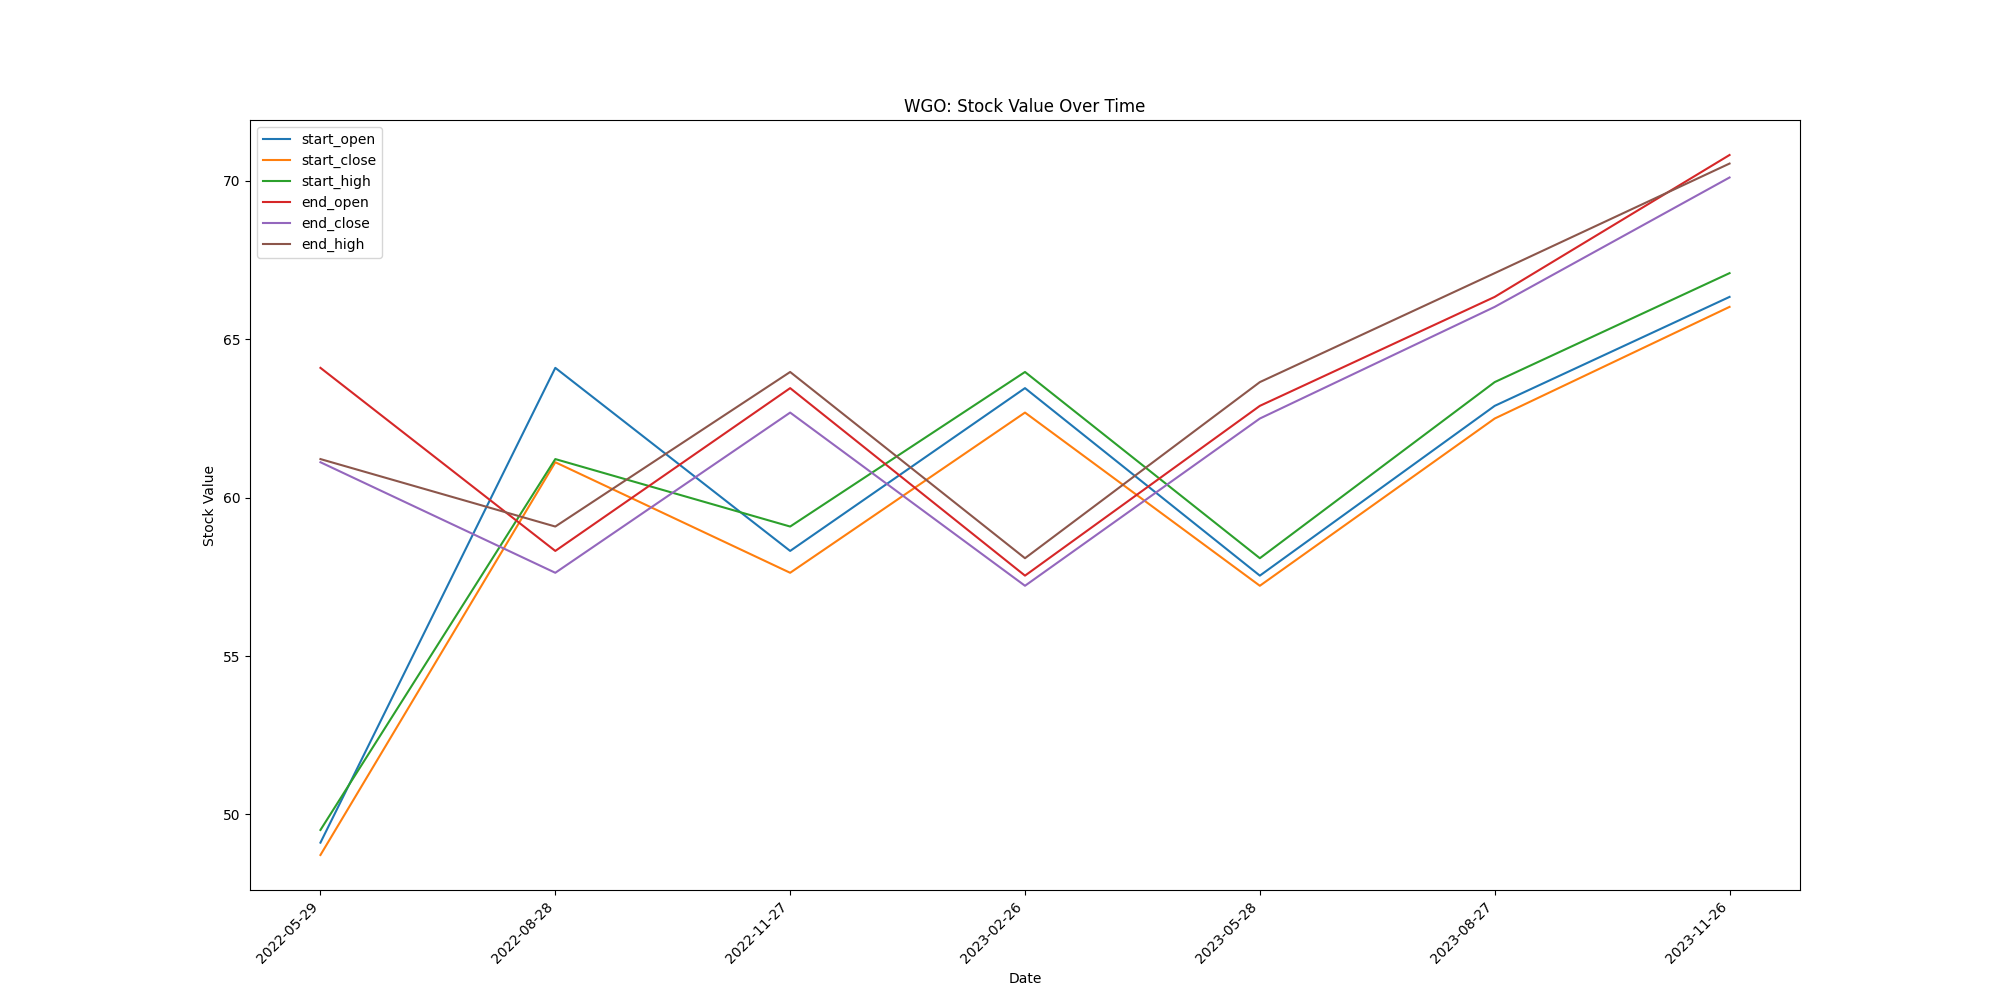 WGO: Stock Value Over Time
start_open
start_close
start_high
end_open
end_close
end_high
70
65
60
55
50
Stock Value
2022-05-29
2022-08-28
2022-11-27
2023-02-26
2023-05-28
2023-08-27
2023-11-26
Date